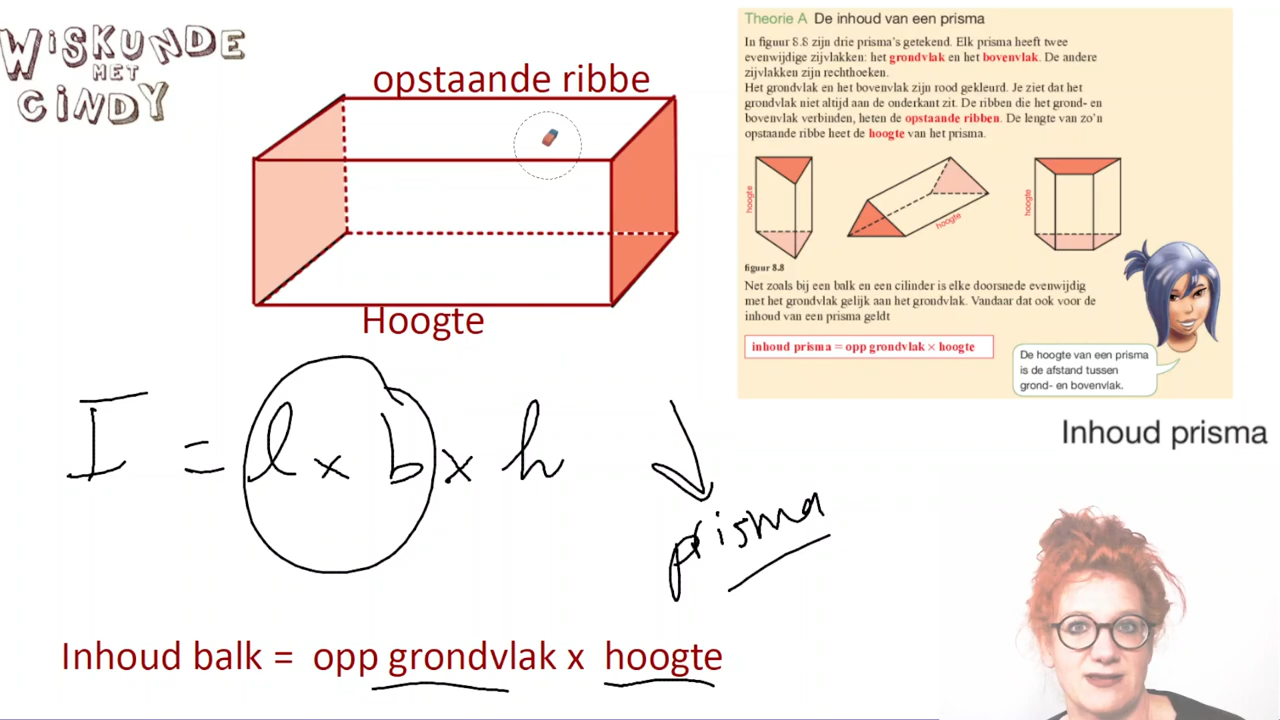 WISKUNDE
MET
CINDY
opstaande ribbe
Hoogte
I = l x b x h
prisma
Inhoud balk = opp grondvlak x hoogte
Theorie A De inhoud van een prisma
In figuur 8.8 zijn drie prisma's getekend. Elk prisma heeft twee
evenwijdige zijvlakken: het grondvlak en het bovenvlak. De andere
zijvlakken zijn rechthoeken.
Het grondvlak en het bovenvlak zijn rood gekleurd. Je ziet dat het
grondvlak niet altijd aan de onderkant zit. De ribben die het grond- en
bovenvlak verbinden, heten de opstaande ribben. De lengte van zo'n
opstaande ribbe heet de hoogte van het prisma.
hoogte
hoogte
hoogte
figuur 8.8
Net zoals bij een balk en een cilinder is elke doorsnede evenwijdig
met het grondvlak gelijk aan het grondvlak. Vandaar dat ook voor de
inhoud van een prisma geldt
inhoud prisma = opp grondvlak × hoogte
De hoogte van een prisma
is de afstand tussen
grond- en bovenvlak.
Inhoud prisma